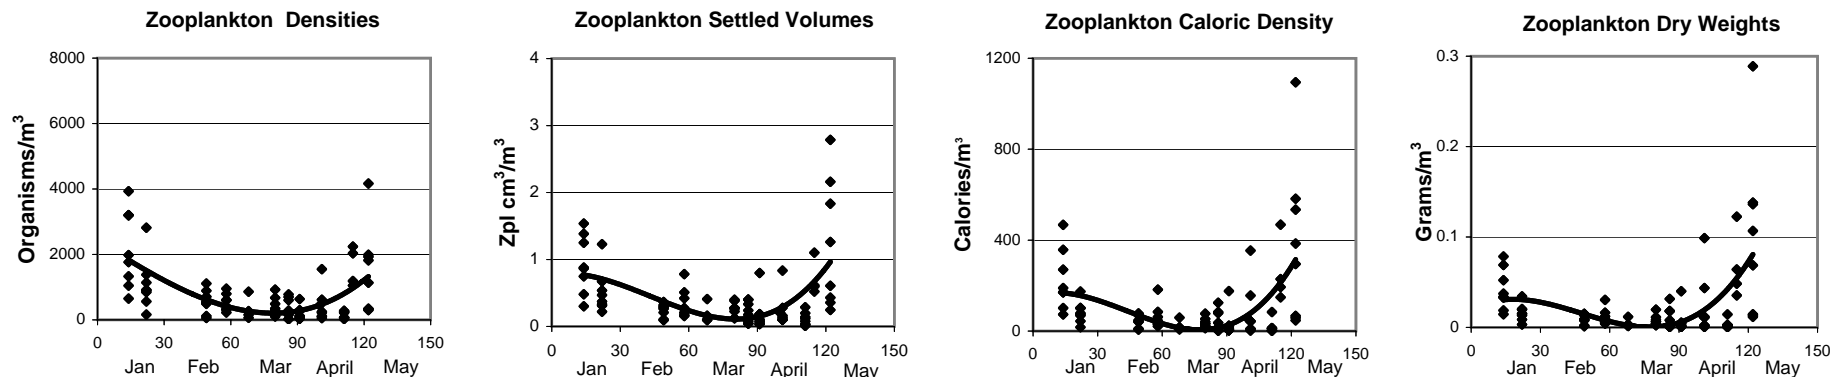 Zooplankton Densities
Organisms/m³
8000
6000
4000
2000
0
0 30 60 90 120 150
Jan Feb Mar April May
Zooplankton Settled Volumes
Zpl cm³/m³
4
3
2
1
0
0 30 60 90 120 150
Jan Feb Mar April May
Zooplankton Caloric Density
Calories/m³
1200
800
400
0
0 30 60 90 120 150
Jan Feb Mar April May
Zooplankton Dry Weights
Grams/m³
0.3
0.2
0.1
0
0 30 60 90 120 150
Jan Feb Mar April May